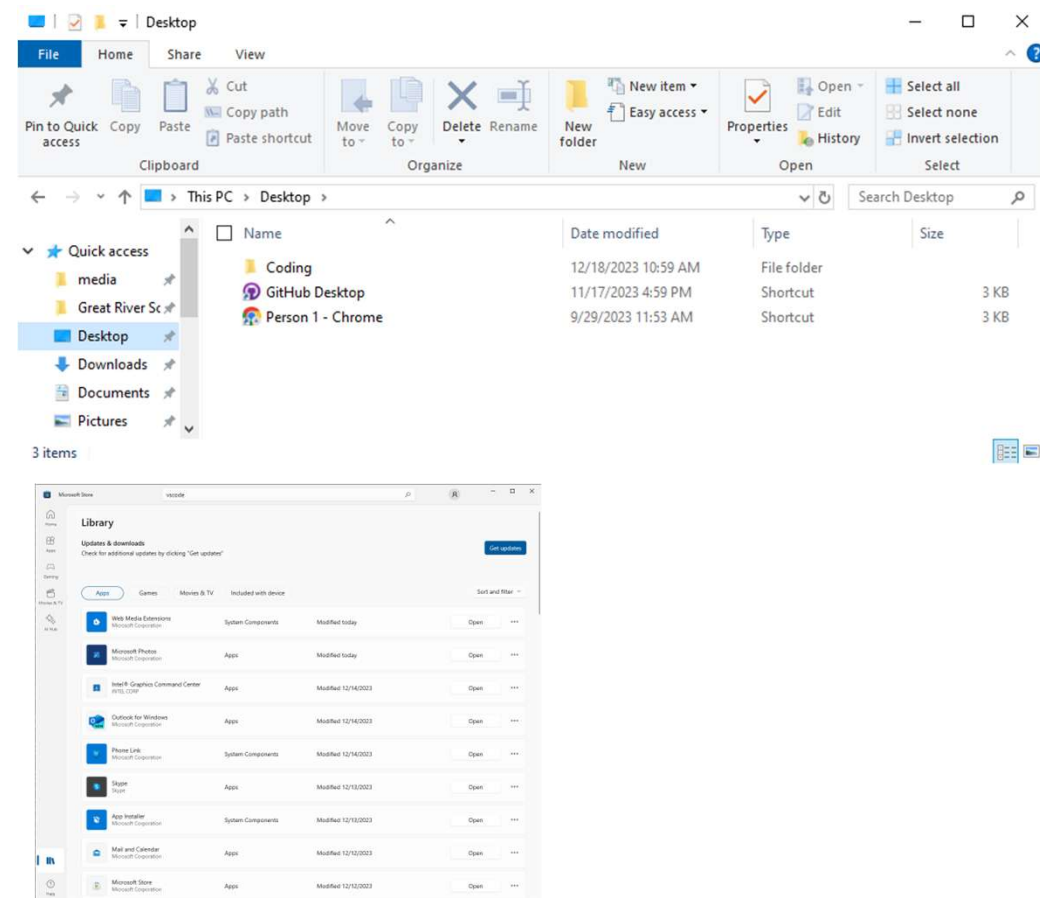 Desktop
File Home Share View
Pin to Quick access Copy Paste Cut Copy path Paste shortcut Move to Copy to Delete Rename New folder New item Easy access Properties Open Edit History Select all Select none Invert selection
Clipboard Organize New Open Select
This PC > Desktop > Search Desktop
Name Date modified Type Size
Quick access
media
Great River Sc
Desktop
Downloads
Documents
Pictures
Coding 12/18/2023 10:59 AM File folder
GitHub Desktop 11/17/2023 4:59 PM Shortcut 3 KB
Person 1 - Chrome 9/29/2023 11:53 AM Shortcut 3 KB
3 items
Microsoft Store vscode
Home
Apps
Gaming
Movies & TV
AI Hub
Library
Updates & downloads
Check for additional updates by clicking "Get updates" Get updates
Apps Games Movies & TV Included with device Sort and filter
Web Media Extensions System Components Modified today Open
Microsoft Corporation
Microsoft Photos Apps Modified today Open
Microsoft Corporation
Intel® Graphics Command Center Apps Modified 12/14/2023 Open
INTEL CORP
Outlook for Windows Apps Modified 12/14/2023 Open
Microsoft Corporation
Phone Link System Components Modified 12/14/2023 Open
Microsoft Corporation
Skype Apps Modified 12/13/2023 Open
Skype
App Installer System Components Modified 12/13/2023 Open
Microsoft Corporation
Mail and Calendar Apps Modified 12/12/2023 Open
Microsoft Corporation
Microsoft Store Apps Modified 12/12/2023 Open
Microsoft Corporation
Help